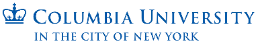 COLUMBIA UNIVERSITY
IN THE CITY OF NEW YORK